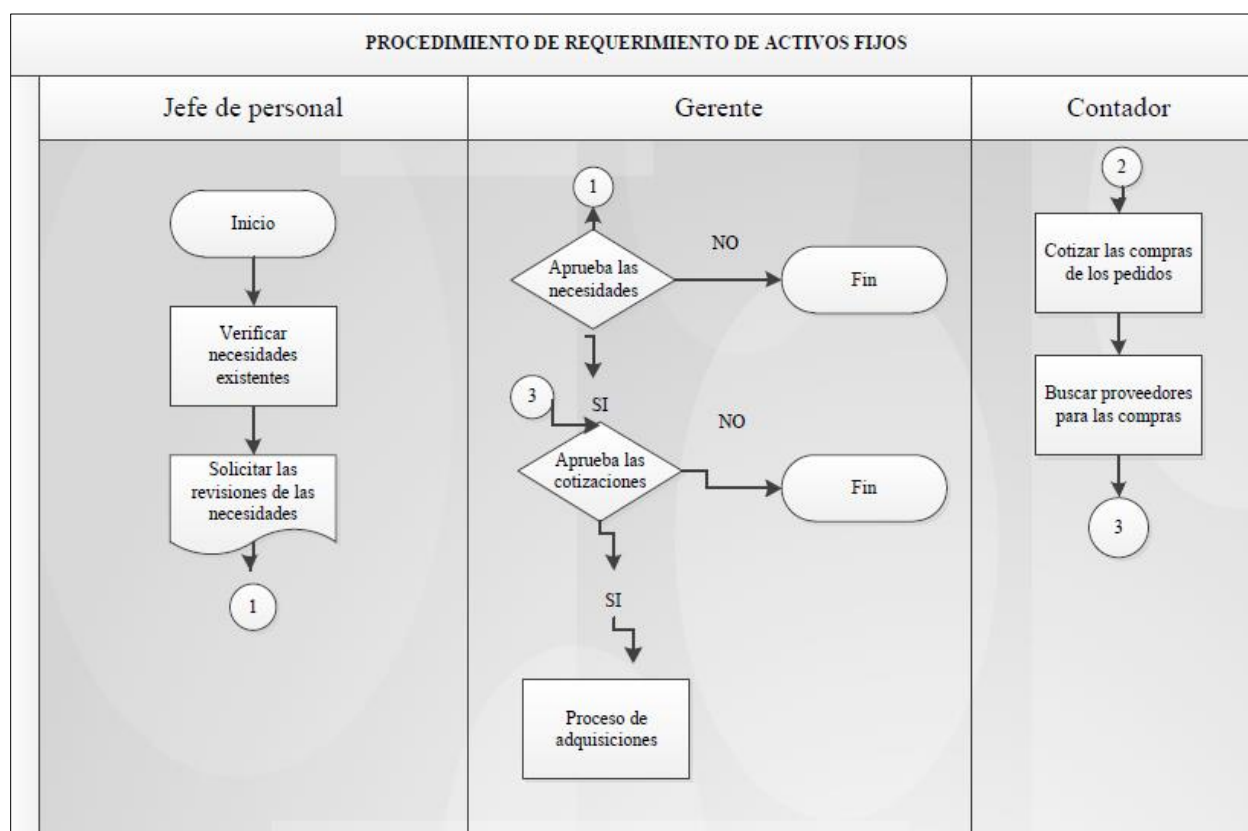 PROCEDIMIENTO DE REQUERIMIENTO DE ACTIVOS FIJOS
Jefe de personal
Gerente
Contador
Inicio
Verificar
necesidades
existentes
Solicitar las
revisiones de las
necesidades
1
1
Aprueba las
necesidades
NO
Fin
SI
3
Aprueba las
cotizaciones
NO
Fin
SI
Proceso de
adquisiciones
2
Cotizar las compras
de los pedidos
Buscar proveedores
para las compras
3